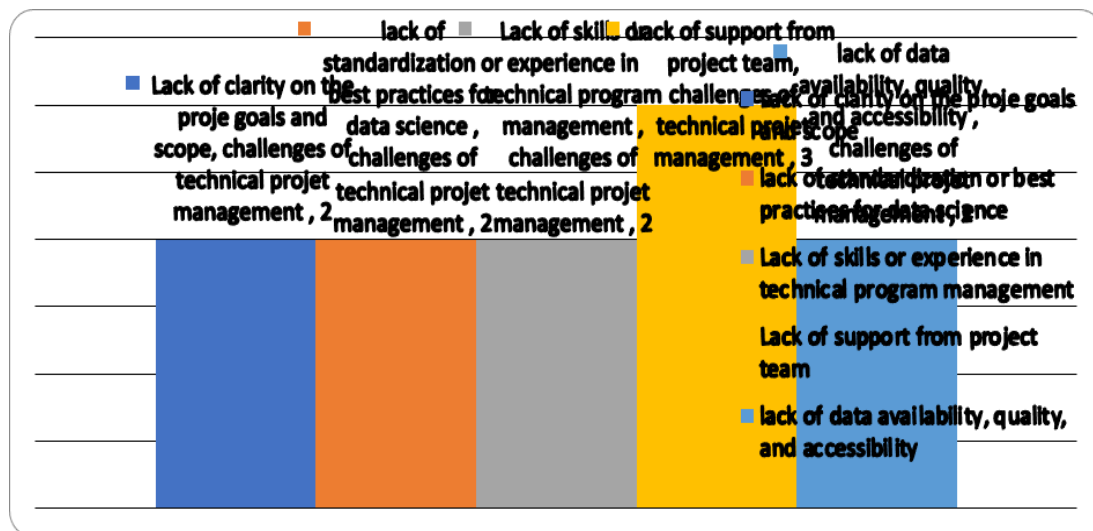 Lack of clarity on the
proje goals and
scope, challenges of
technical projet
management , 2
lack of
standardization or
best practices for
data science ,
challenges of
technical projet
management , 2
Lack of skills or
experience in
technical program
management ,
challenges of
technical projet
management , 2
Lack of support from
project team,
challenges of
technical projet
management , 3
lack of data
availability, quality,
and accessibility ,
challenges of
technical projet
management , 2
Lack of clarity on the proje goals
and scope
lack of standardization or best
practices for data science
Lack of skills or experience in
technical program management
Lack of support from project
team
lack of data availability, quality,
and accessibility